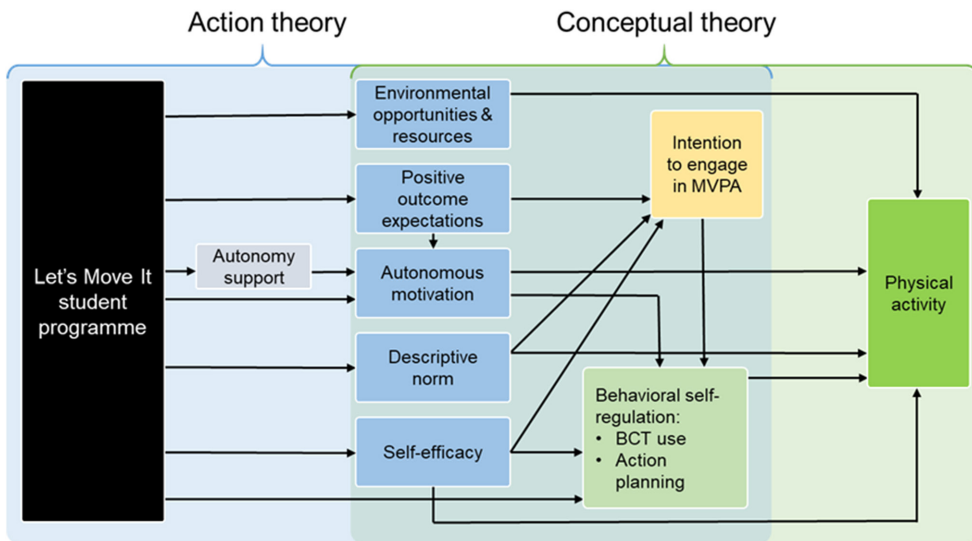 Action theory
Conceptual theory
Let's Move It
student
programme
Autonomy
support
Environmental
opportunities &
resources
Positive
outcome
expectations
Autonomous
motivation
Descriptive
norm
Self-efficacy
Intention
to engage
in MVPA
Behavioral self-
regulation:
• BCT use
• Action
planning
Physical
activity